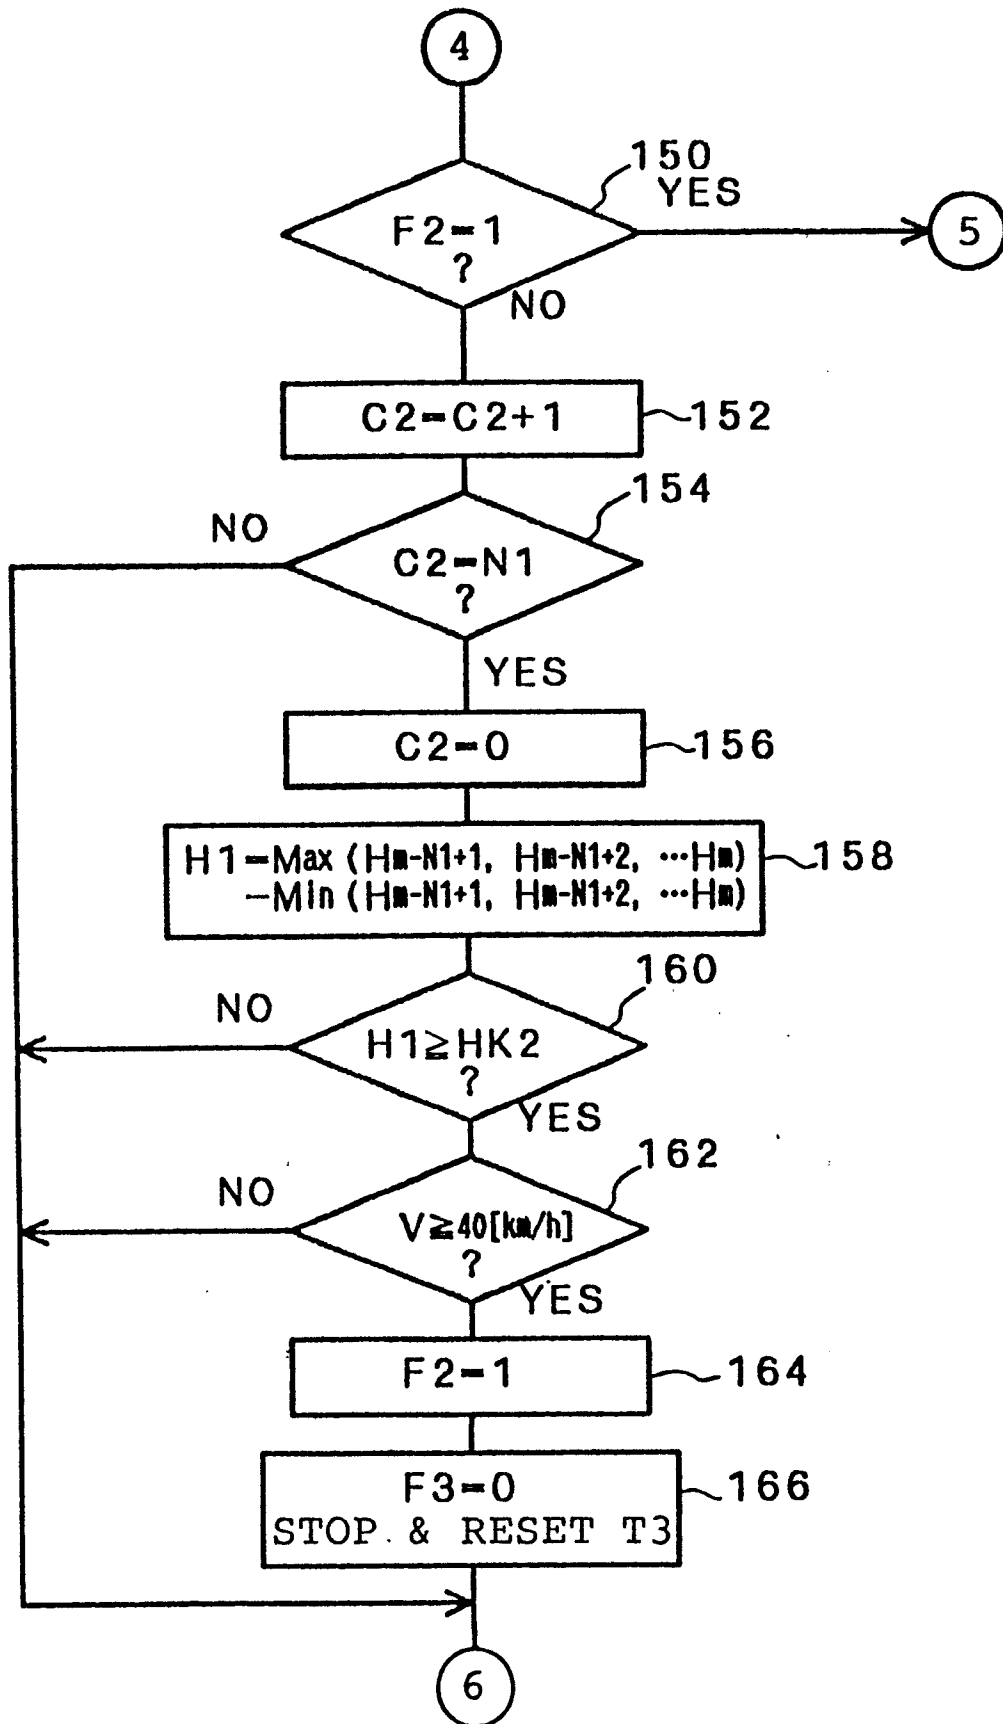 4
150
YES
F2=1
?
5
NO
C2=C2+1
152
154
NO
C2=N1
?
YES
C2=0
156
H1=Max (Hm-N1+1, Hm-N1+2, ···Hm)
-Min (Hm-N1+1, Hm-N1+2, ···Hm)
158
160
NO
H1≧HK2
?
YES
162
NO
V≧40[km/h]
?
YES
F2=1
164
F3=0
STOP & RESET T3
166
6